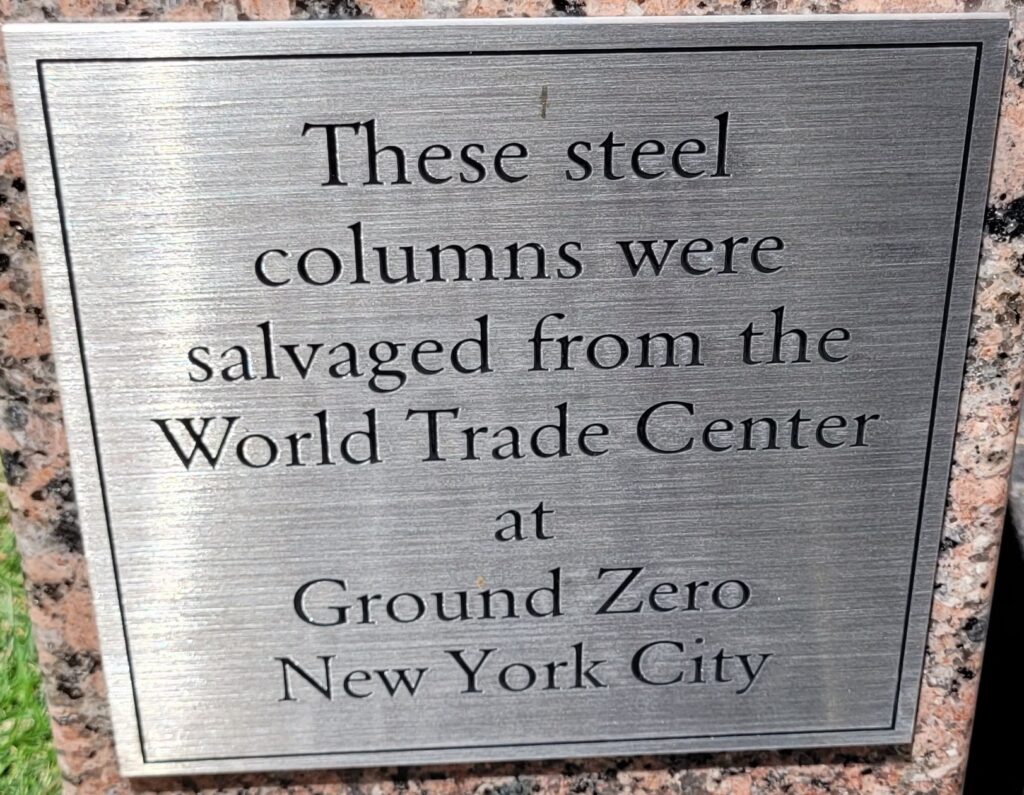 These steel
columns were
salvaged from the
World Trade Center
at
Ground Zero
New York City